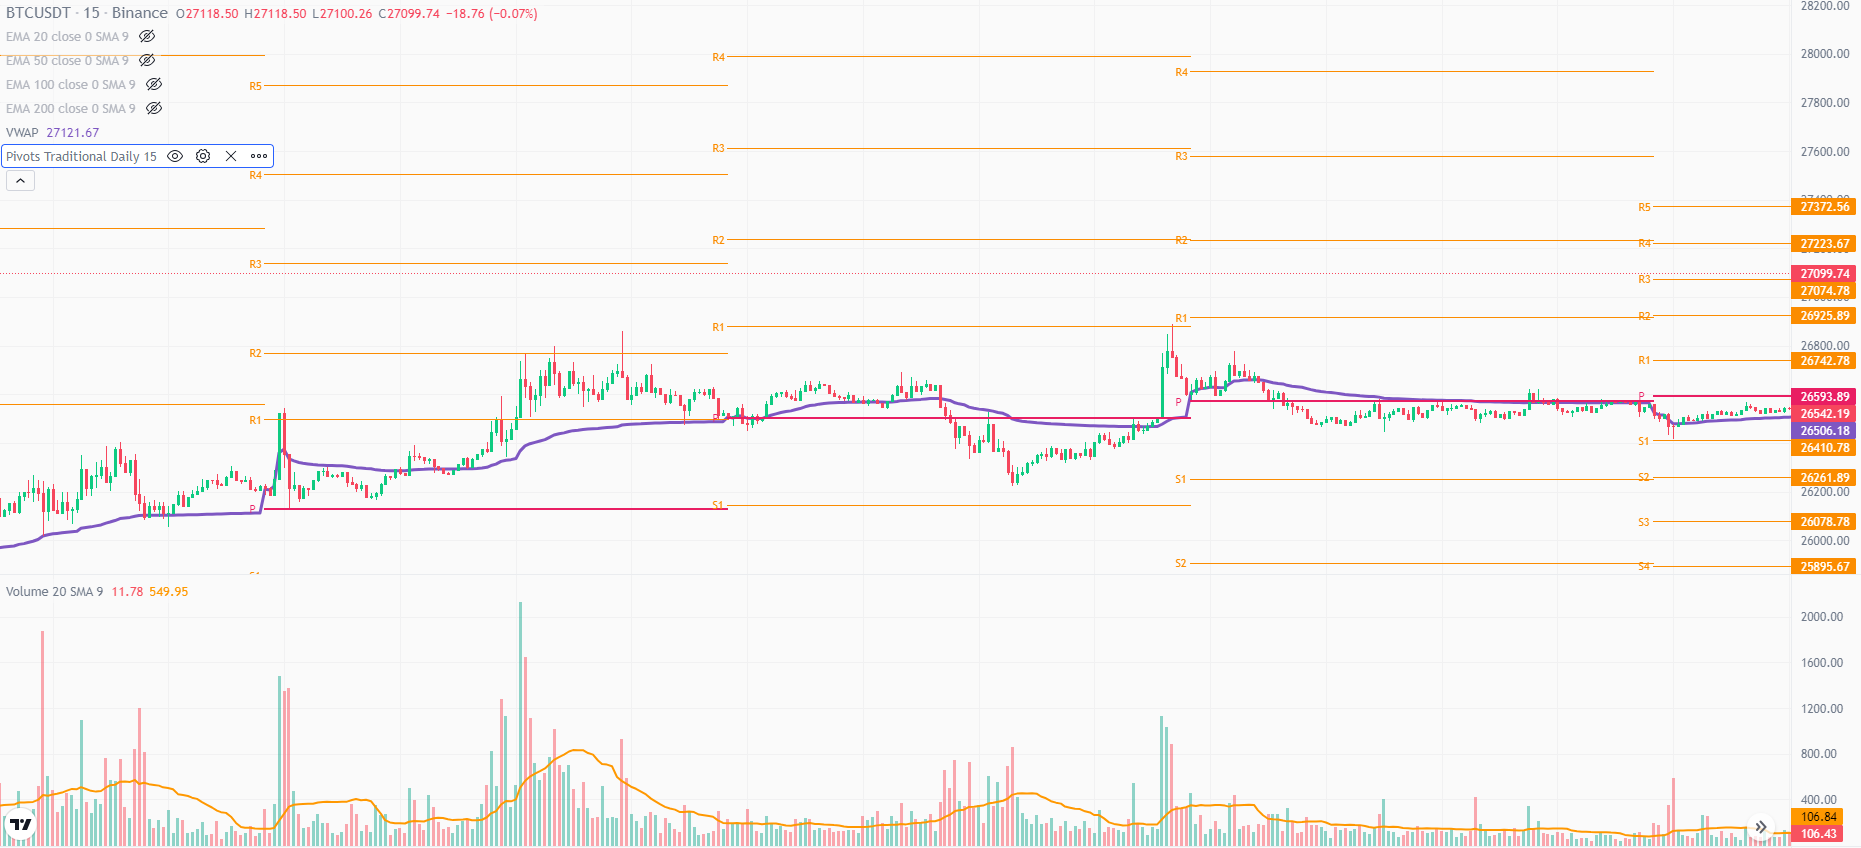 BTCUSDT · 15 · Binance O27118.50 H27118.50 L27100.26 C27099.74 −18.76 (−0.07%)
EMA 20 close 0 SMA 9
EMA 50 close 0 SMA 9
EMA 100 close 0 SMA 9
EMA 200 close 0 SMA 9
VWAP 27121.67
Pivots Traditional Daily 15
R5
R4
R3
R2
R1
P
R4
R3
R2
R1
P
S1
R4
R3
R2
R1
P
S1
S2
R5
R4
R3
R2
R1
P
S1
S2
S3
S4
28200.00
28000.00
27800.00
27600.00
27372.56
27223.67
27099.74
27074.78
26925.89
26800.00
26742.78
26593.89
26542.19
26506.18
26410.78
26261.89
26200.00
26078.78
26000.00
25895.67
Volume 20 SMA 9 11.78 549.95
2000.00
1600.00
1200.00
800.00
400.00
106.84
106.43